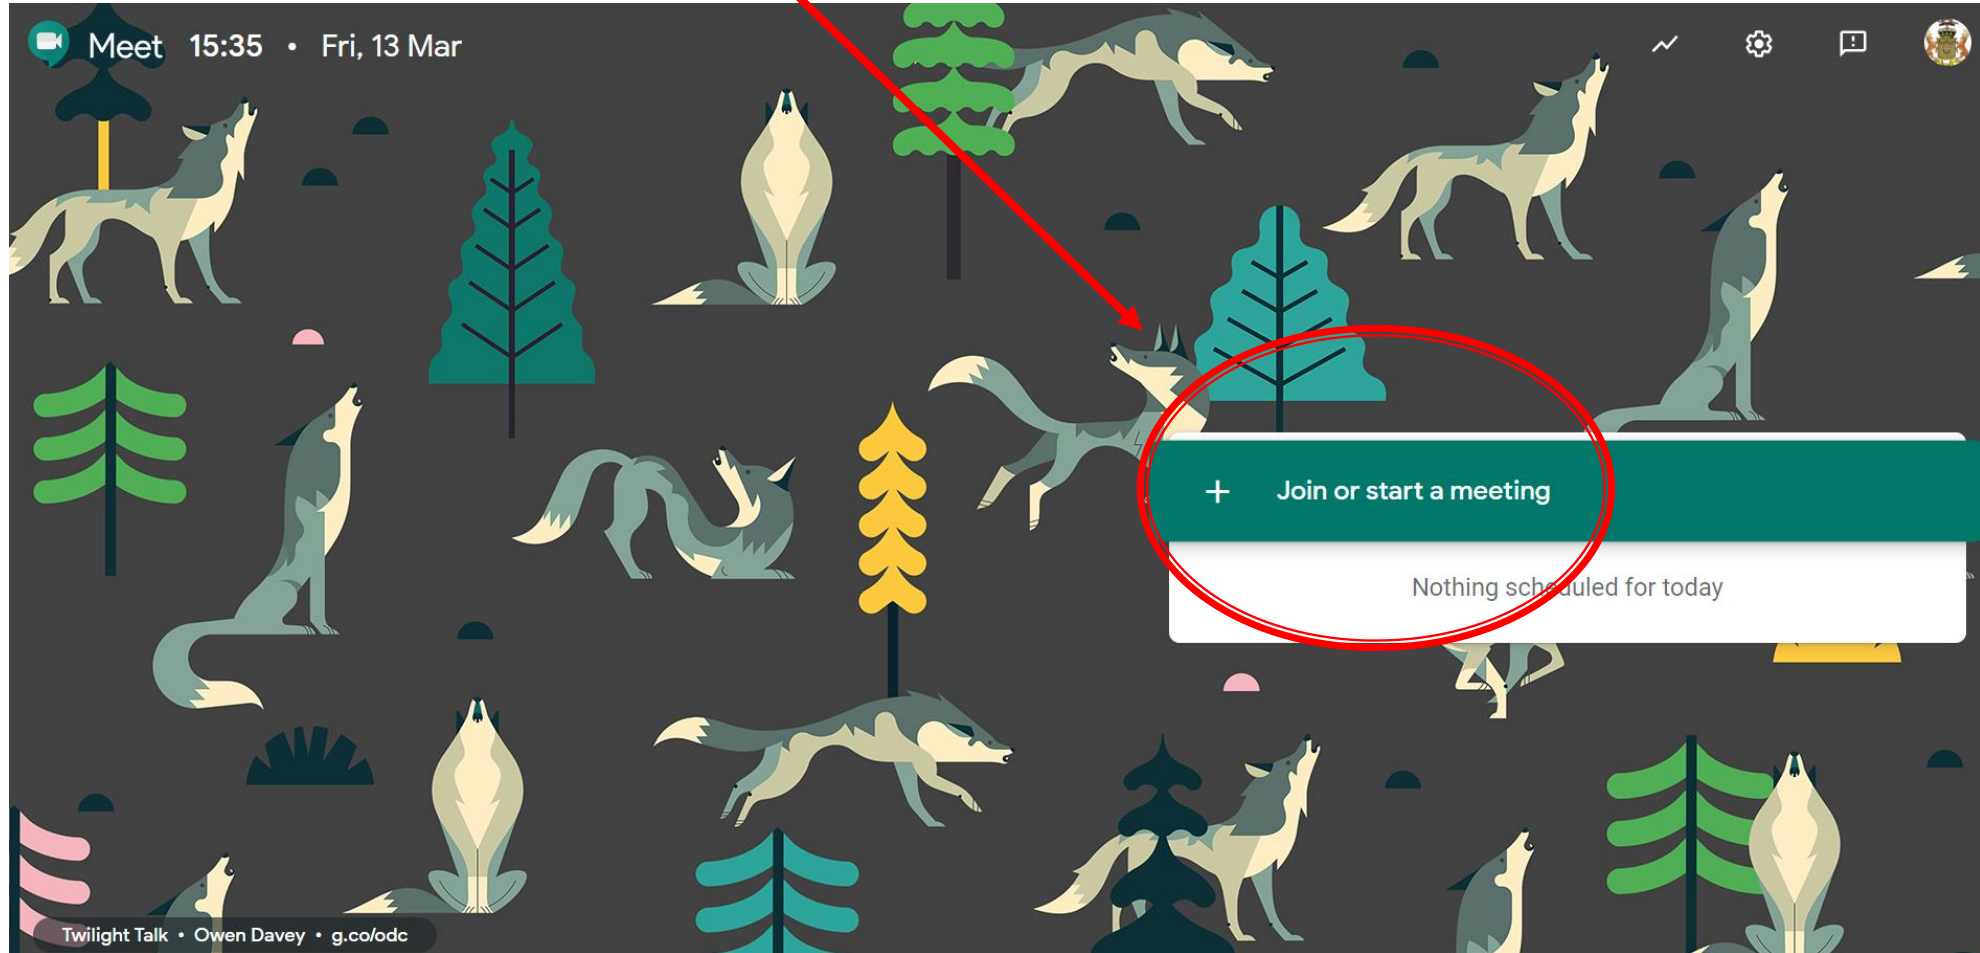 Meet 15:35 • Fri, 13 Mar
+ Join or start a meeting
Nothing scheduled for today
Twilight Talk • Owen Davey • g.co/odc